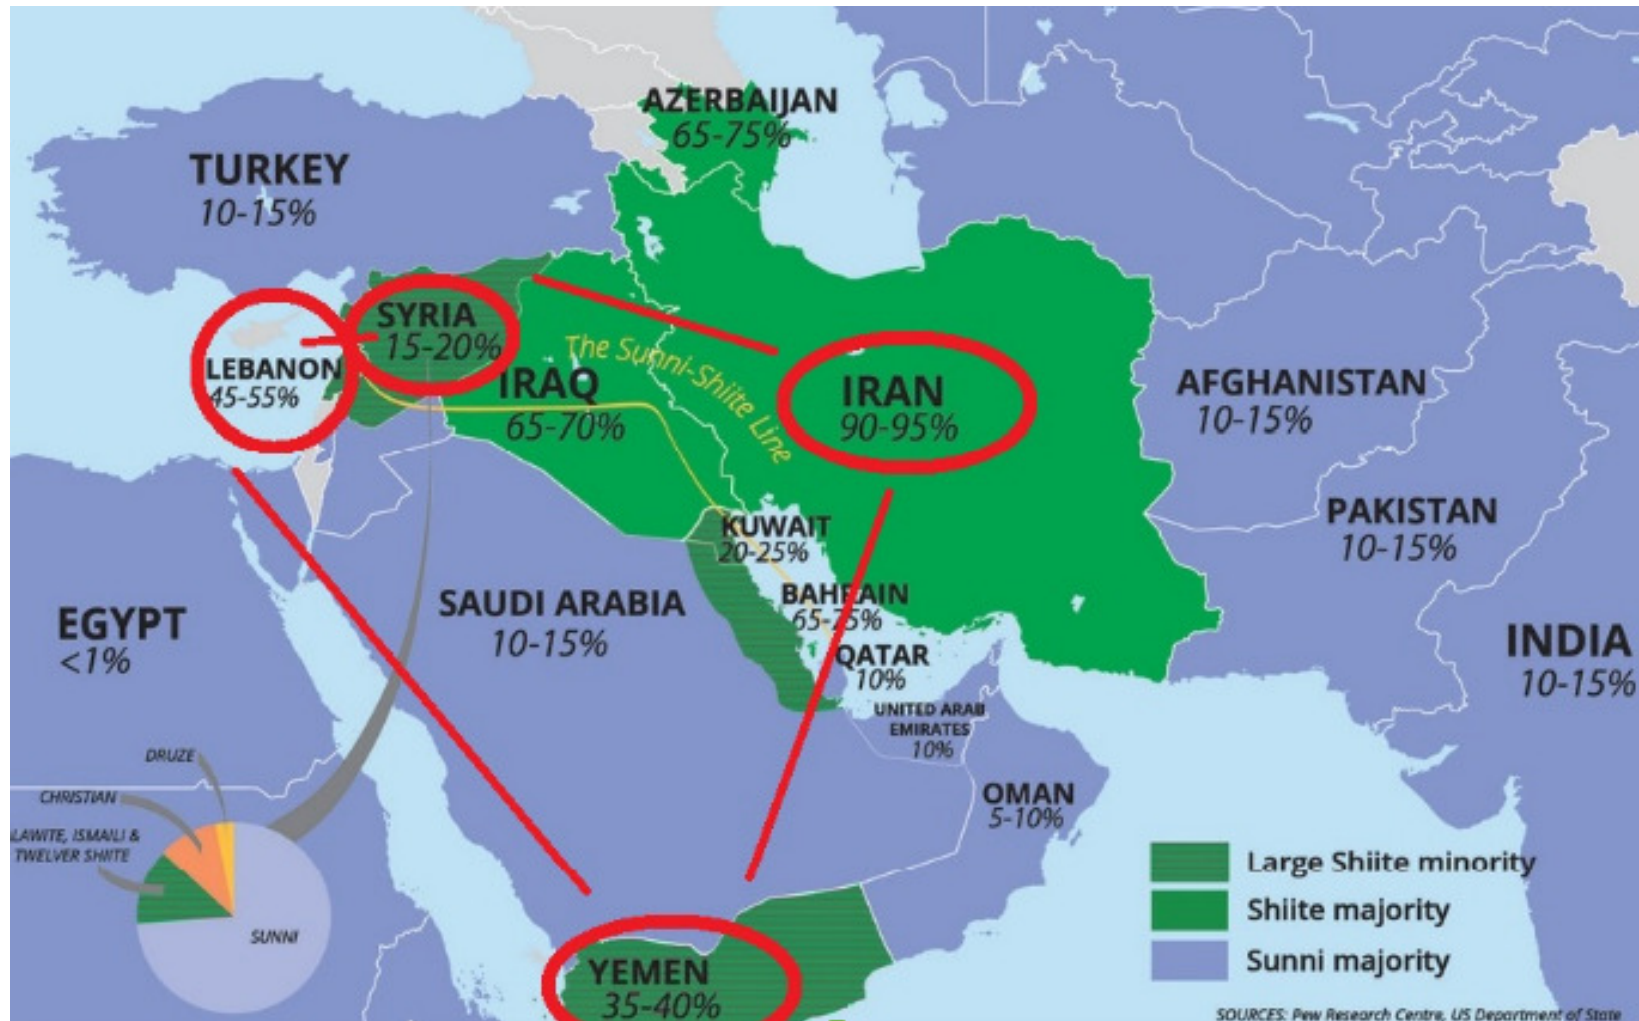 AZERBAIJAN
65-75%
TURKEY
10-15%
SYRIA
15-20%
LEBANON
45-55%
The Sunni-Shiite Line
IRAQ
65-70%
IRAN
90-95%
AFGHANISTAN
10-15%
PAKISTAN
10-15%
KUWAIT
20-25%
BAHRAIN
65-75%
SAUDI ARABIA
10-15%
EGYPT
<1%
QATAR
10%
INDIA
10-15%
UNITED ARAB
EMIRATES
10%
OMAN
5-10%
DRUZE
CHRISTIAN
LAWITE, ISMAILI &
TWELVER SHIITE
SUNNI
YEMEN
35-40%
Large Shiite minority
Shiite majority
Sunni majority
SOURCES: Pew Research Centre, US Department of State